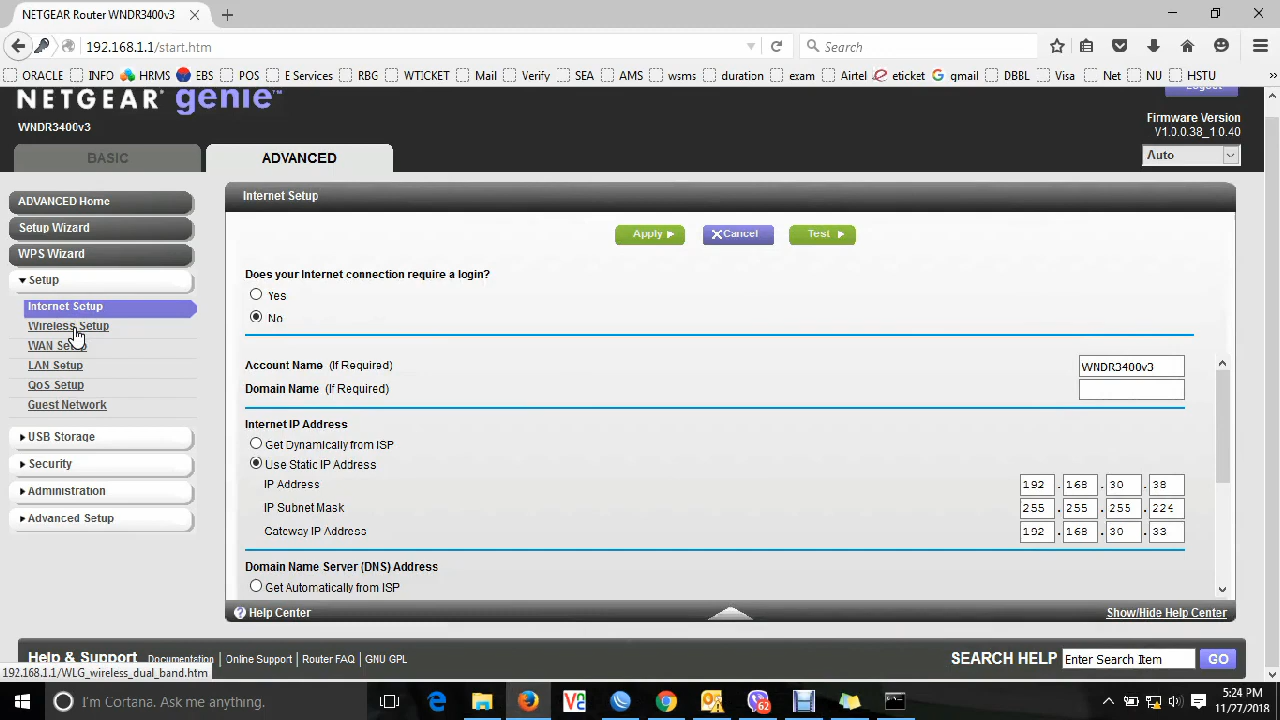 NETGEAR Router WNDR3400v3
192.168.1.1/start.htm
Search
ORACLE INFO HRMS EBS POS E Services RBG WTICKET Mail Verify SEA AMS wsms duration exam Airtel eticket gmail DBBL Visa Net NU HSTU
NETGEAR genie
Logout
WNDR3400v3
Firmware Version
V1.0.0.38_1.0.40
BASIC
ADVANCED
Auto
ADVANCED Home
Setup Wizard
WPS Wizard
Setup
Internet Setup
Wireless Setup
WAN Setup
LAN Setup
QoS Setup
Guest Network
USB Storage
Security
Administration
Advanced Setup
Internet Setup
Apply
Cancel
Test
Does your Internet connection require a login?
Yes
No
Account Name (If Required)
WNDR3400v3
Domain Name (If Required)
Internet IP Address
Get Dynamically from ISP
Use Static IP Address
IP Address
192 . 168 . 30 . 38
IP Subnet Mask
255 . 255 . 255 . 224
Gateway IP Address
192 . 168 . 30 . 33
Domain Name Server (DNS) Address
Get Automatically from ISP
Help Center
Show/Hide Help Center
Help & Support
Documentation | Online Support | Router FAQ | GNU GPL
SEARCH HELP
Enter Search Item
GO
192.168.1.1/WLG_wireless_dual_band.htm
I'm Cortana. Ask me anything.
62
5:24 PM
11/27/2018